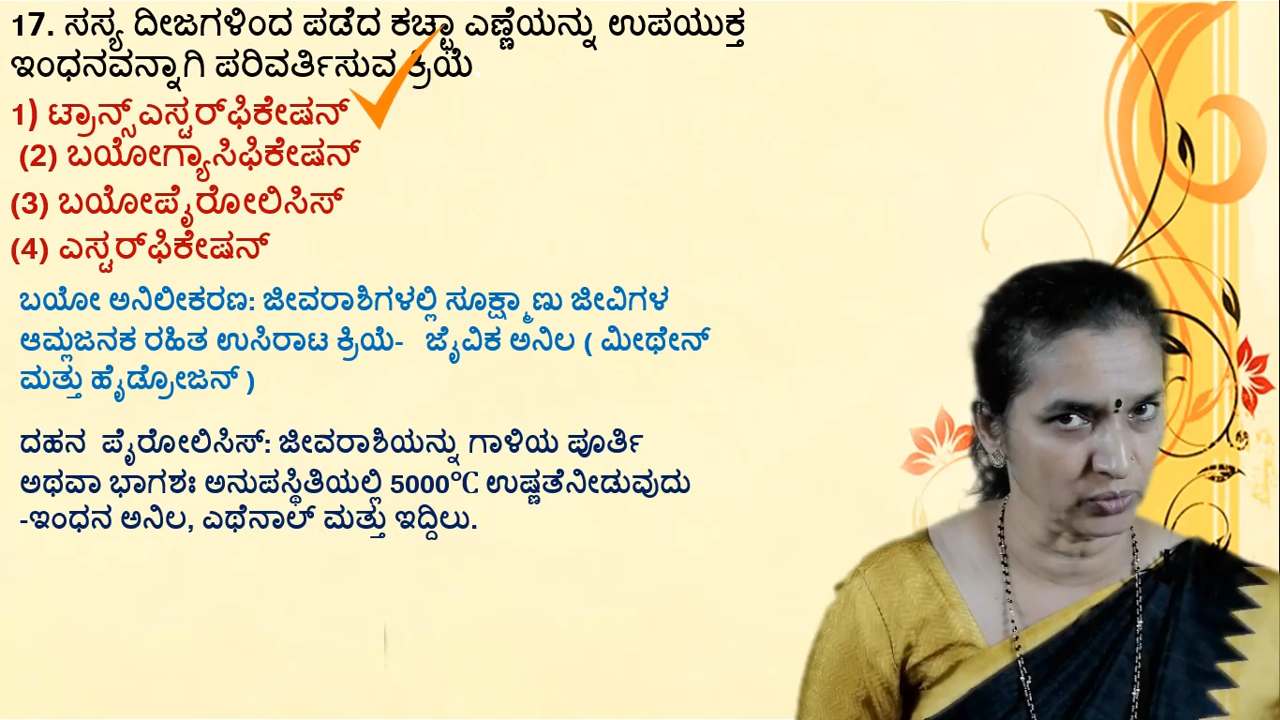 17. ಸಸ್ಯ ದೀಜಗಳಿಂದ ಪಡೆದ ಕಚ್ಛಾ ಎಣ್ಣೆಯನ್ನು ಉಪಯುಕ್ತ
ಇಂಧನವನ್ನಾಗಿ ಪರಿವರ್ತಿಸುವ ಕ್ರಿಯೆ
1) ಟ್ರಾನ್ಸ್‌ಎಸ್ಟರ್‌ಫಿಕೇಷನ್
(2) ಬಯೋಗ್ಯಾಸಿಫಿಕೇಷನ್
(3) ಬಯೋಪೈರೋಲಿಸಿಸ್
(4) ಎಸ್ಟರ್‌ಫಿಕೇಷನ್
ಬಯೋ ಅನಿಲೀಕರಣ: ಜೀವರಾಶಿಗಳಲ್ಲಿ ಸೂಕ್ಷ್ಮಾಣು ಜೀವಿಗಳ
ಆಮ್ಲಜನಕ ರಹಿತ ಉಸಿರಾಟ ಕ್ರಿಯೆ- ಜೈವಿಕ ಅನಿಲ ( ಮೀಥೇನ್
ಮತ್ತು ಹೈಡ್ರೋಜನ್ )
ದಹನ ಪೈರೋಲಿಸಿಸ್: ಜೀವರಾಶಿಯನ್ನು ಗಾಳಿಯ ಪೂರ್ತಿ
ಅಥವಾ ಭಾಗಶಃ ಅನುಪಸ್ಥಿತಿಯಲ್ಲಿ 5000°C ಉಷ್ಣತೆನೀಡುವುದು
-ಇಂಧನ ಅನಿಲ, ಎಥೆನಾಲ್ ಮತ್ತು ಇದ್ದಿಲು.